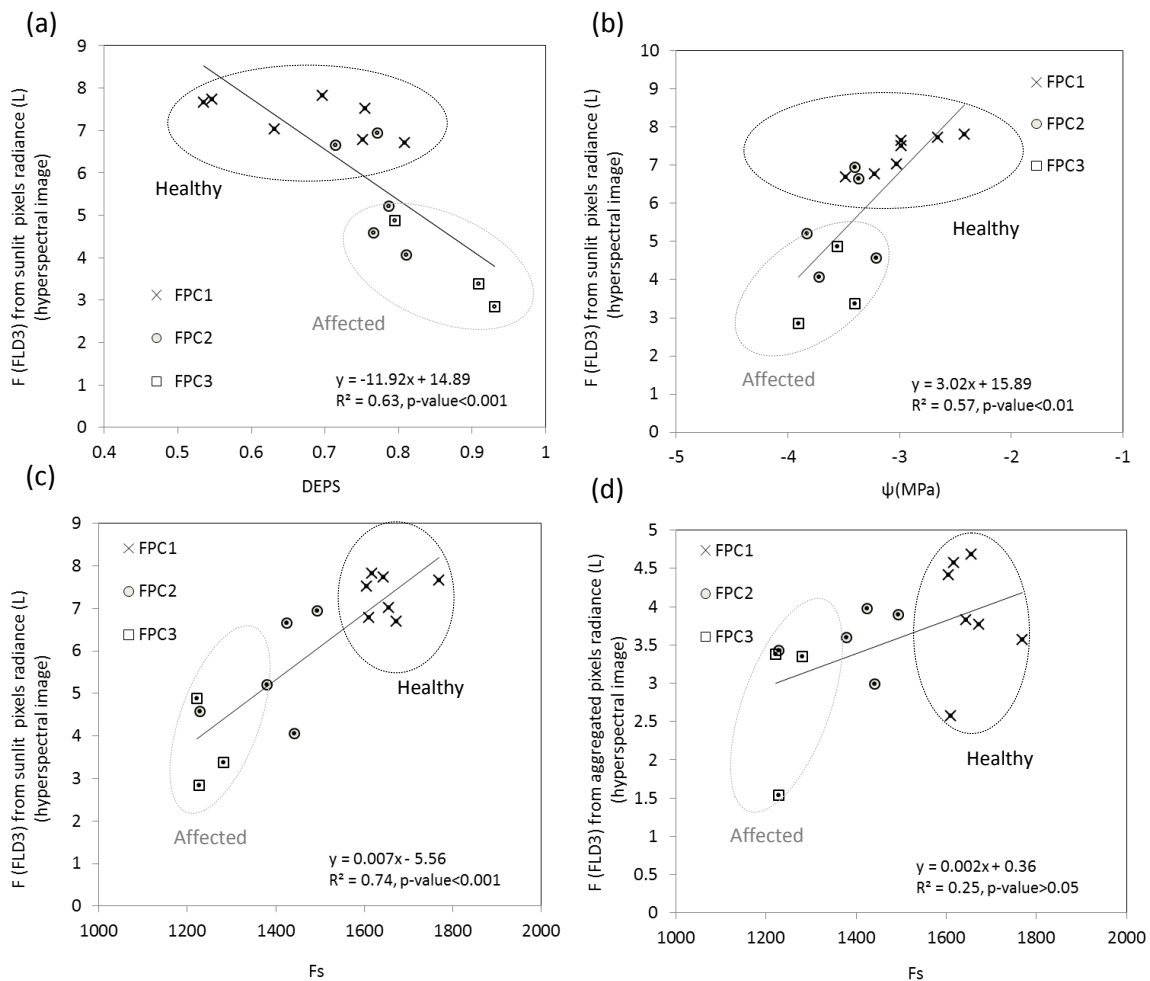 (a)
F (FLD3) from sunlit pixels radiance (L)
(hyperspectral image)
9
8
7
6
5
4
3
2
1
0
Healthy
Affected
FPC1
FPC2
FPC3
y = -11.92x + 14.89
R² = 0.63, p-value<0.001
0.4 0.5 0.6 0.7 0.8 0.9 1
DEPS
(b)
F (FLD3) from sunlit pixels radiance (L)
(hyperspectral image)
10
9
8
7
6
5
4
3
2
1
0
FPC1
FPC2
FPC3
Healthy
Affected
y = 3.02x + 15.89
R² = 0.57, p-value<0.01
-5 -4 -3 -2 -1
ψ(MPa)
(c)
F (FLD3) from sunlit pixels radiance (L)
(hyperspectral image)
9
8
7
6
5
4
3
2
1
0
FPC1
FPC2
FPC3
Healthy
Affected
y = 0.007x - 5.56
R² = 0.74, p-value<0.001
1000 1200 1400 1600 1800 2000
Fs
(d)
F (FLD3) from aggregated pixels radiance (L)
(hyperspectral image)
5
4.5
4
3.5
3
2.5
2
1.5
1
0.5
0
FPC1
FPC2
FPC3
Healthy
Affected
y = 0.002x + 0.36
R² = 0.25, p-value>0.05
1000 1200 1400 1600 1800 2000
Fs